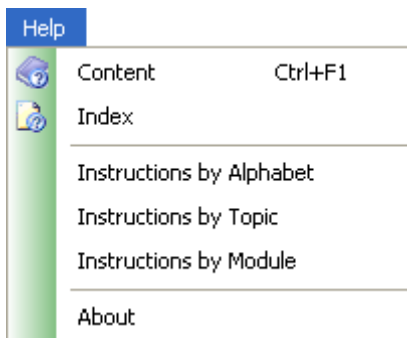 Help
Content Ctrl+F1
Index
Instructions by Alphabet
Instructions by Topic
Instructions by Module
About